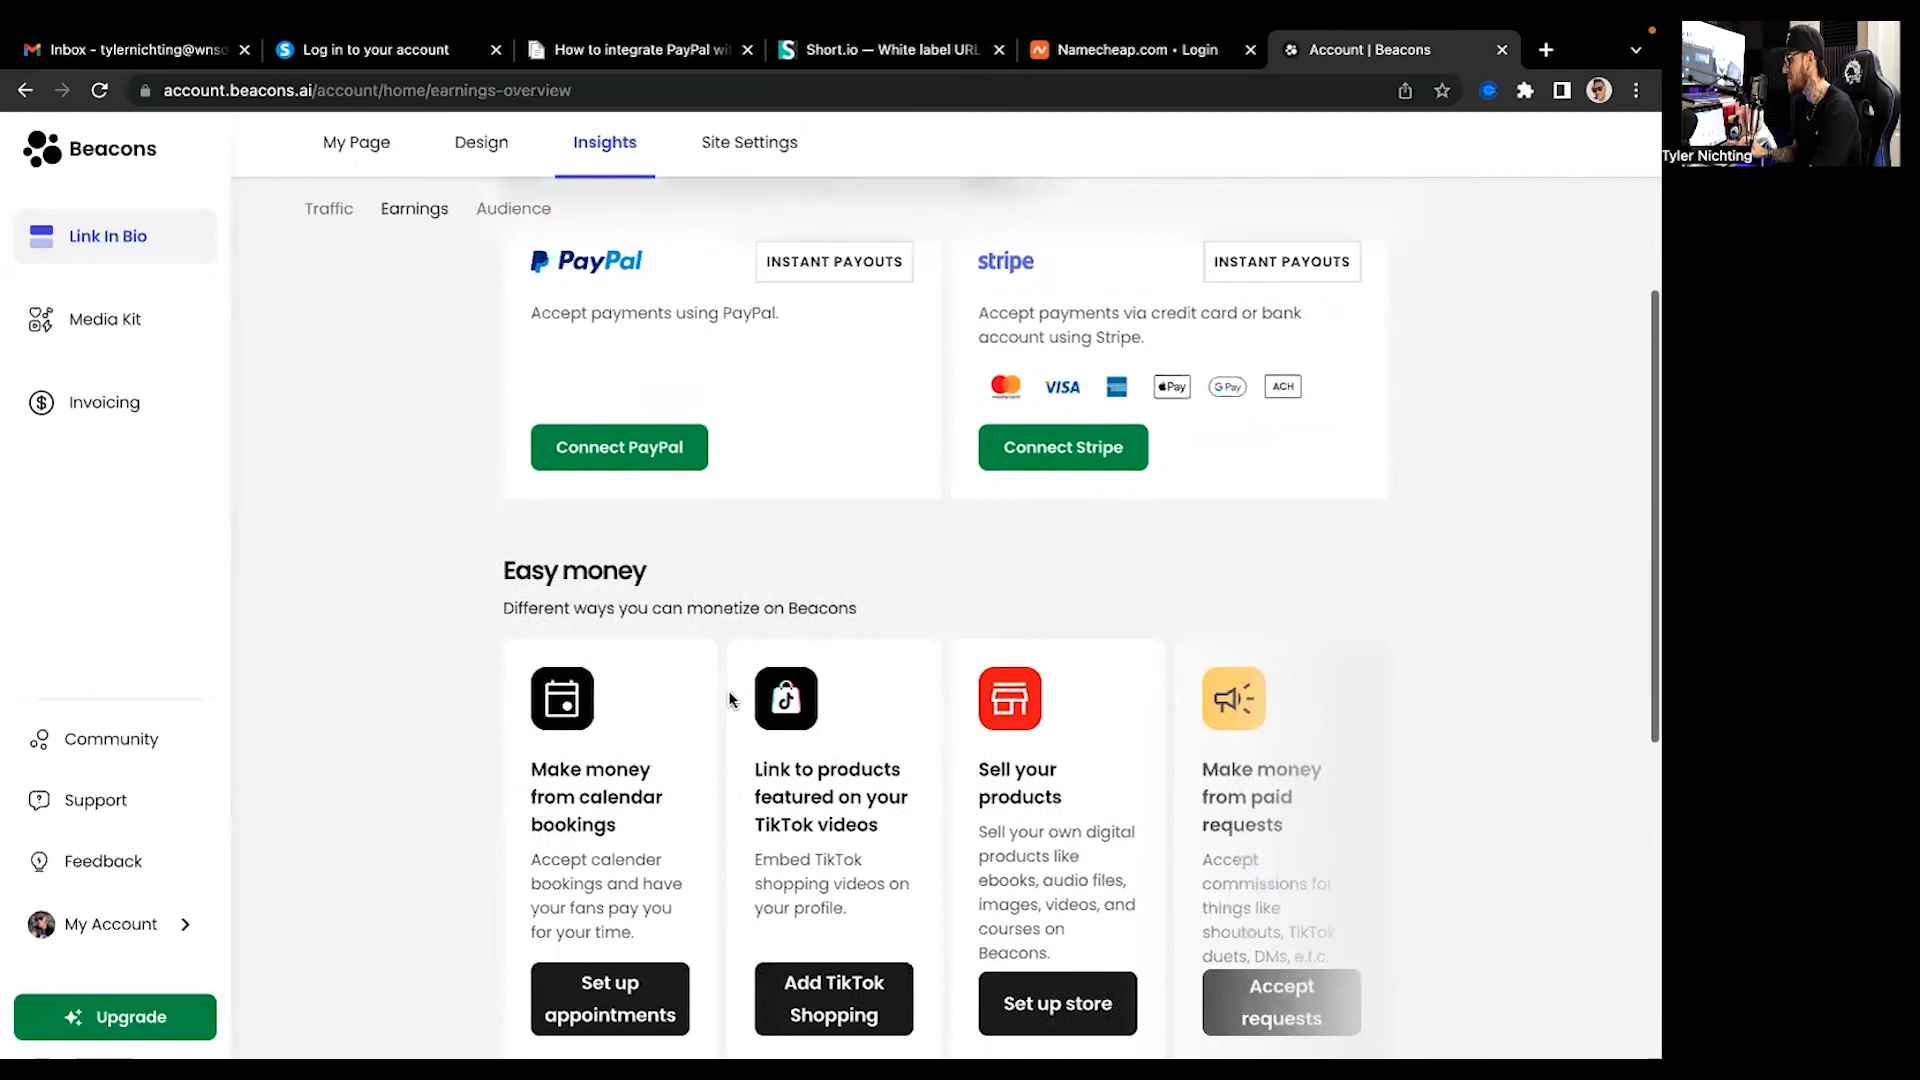 Inbox - tylernichting@wnsd
Log in to your account
How to integrate PayPal wit
Short.io — White label URL
Namecheap.com • Login
Account | Beacons
account.beacons.ai/account/home/earnings-overview
Tyler Nichting
Beacons
My Page
Design
Insights
Site Settings
Traffic
Earnings
Audience
Link In Bio
Media Kit
Invoicing
Community
Support
Feedback
My Account
Upgrade
PayPal
INSTANT PAYOUTS
Accept payments using PayPal.
Connect PayPal
stripe
INSTANT PAYOUTS
Accept payments via credit card or bank
account using Stripe.
VISA
Pay
G Pay
ACH
Connect Stripe
Easy money
Different ways you can monetize on Beacons
Make money
from calendar
bookings
Accept calender
bookings and have
your fans pay you
for your time.
Set up
appointments
Link to products
featured on your
TikTok videos
Embed TikTok
shopping videos on
your profile.
Add TikTok
Shopping
Sell your
products
Sell your own digital
products like
ebooks, audio files,
images, videos, and
courses on
Beacons.
Set up store
Make money
from paid
requests
Accept
commissions for
things like
shoutouts, TikTok
duets, DMs, e.t.c.
Accept
requests